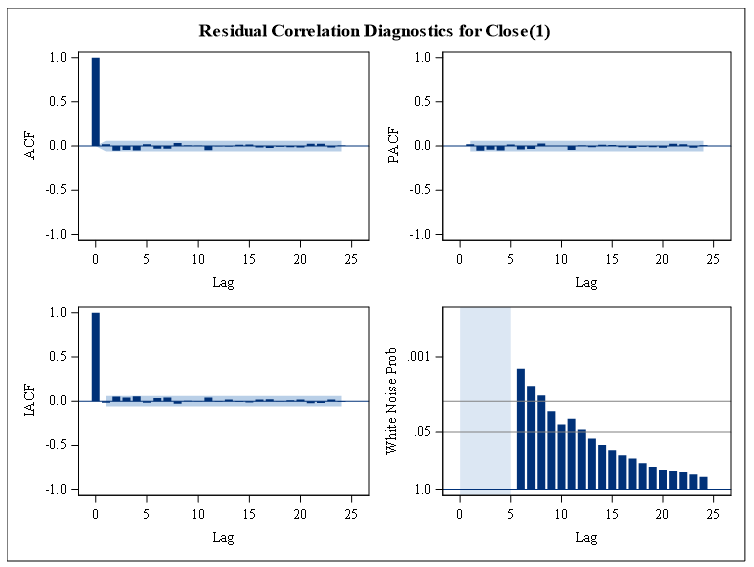 Residual Correlation Diagnostics for Close(1)
1.0
0.5
0.0
-0.5
-1.0
ACF
0 5 10 15 20 25
Lag
1.0
0.5
0.0
-0.5
-1.0
PACF
0 5 10 15 20 25
Lag
1.0
0.5
0.0
-0.5
-1.0
IACF
0 5 10 15 20 25
Lag
.001
.05
1.0
White Noise Prob
0 5 10 15 20 25
Lag